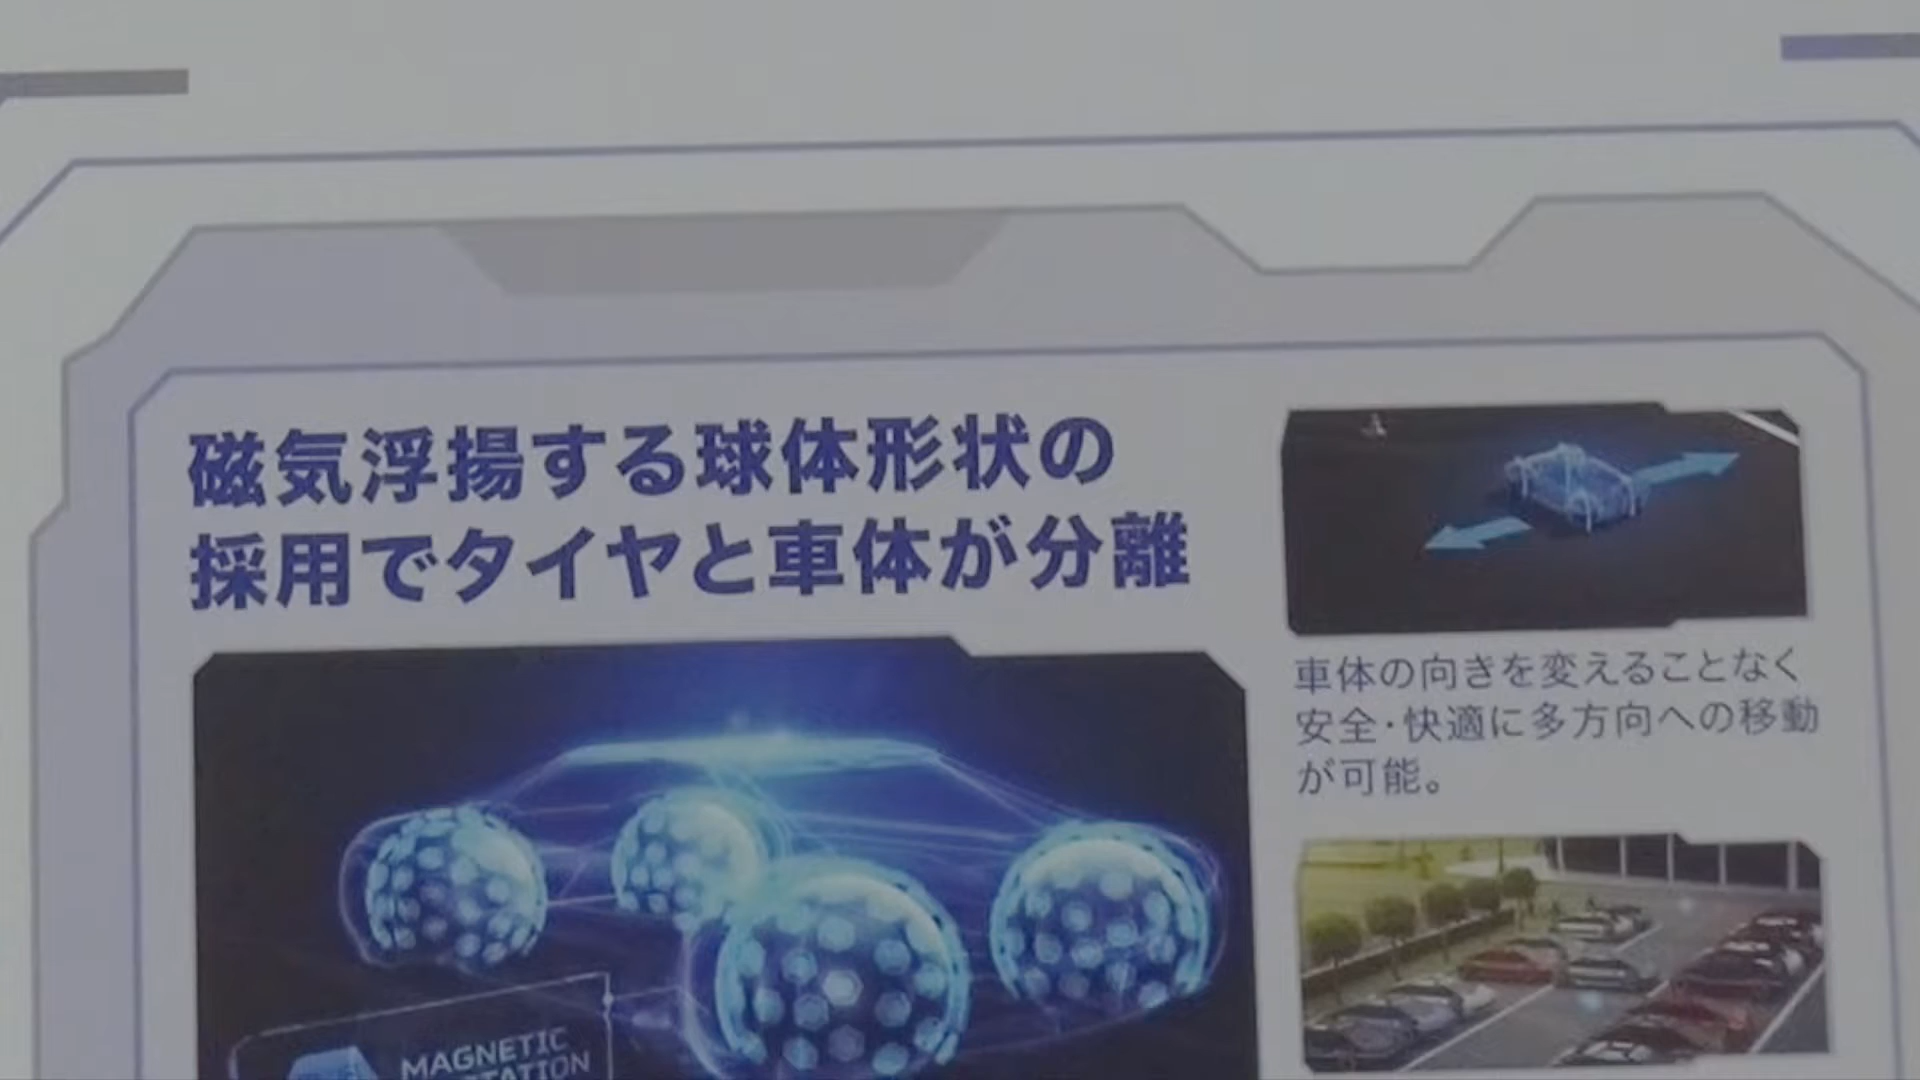 磁気浮揚する球体形状の
採用でタイヤと車体が分離
車体の向きを変えることなく
安全・快適に多方向への移動
が可能。
MAGNETIC